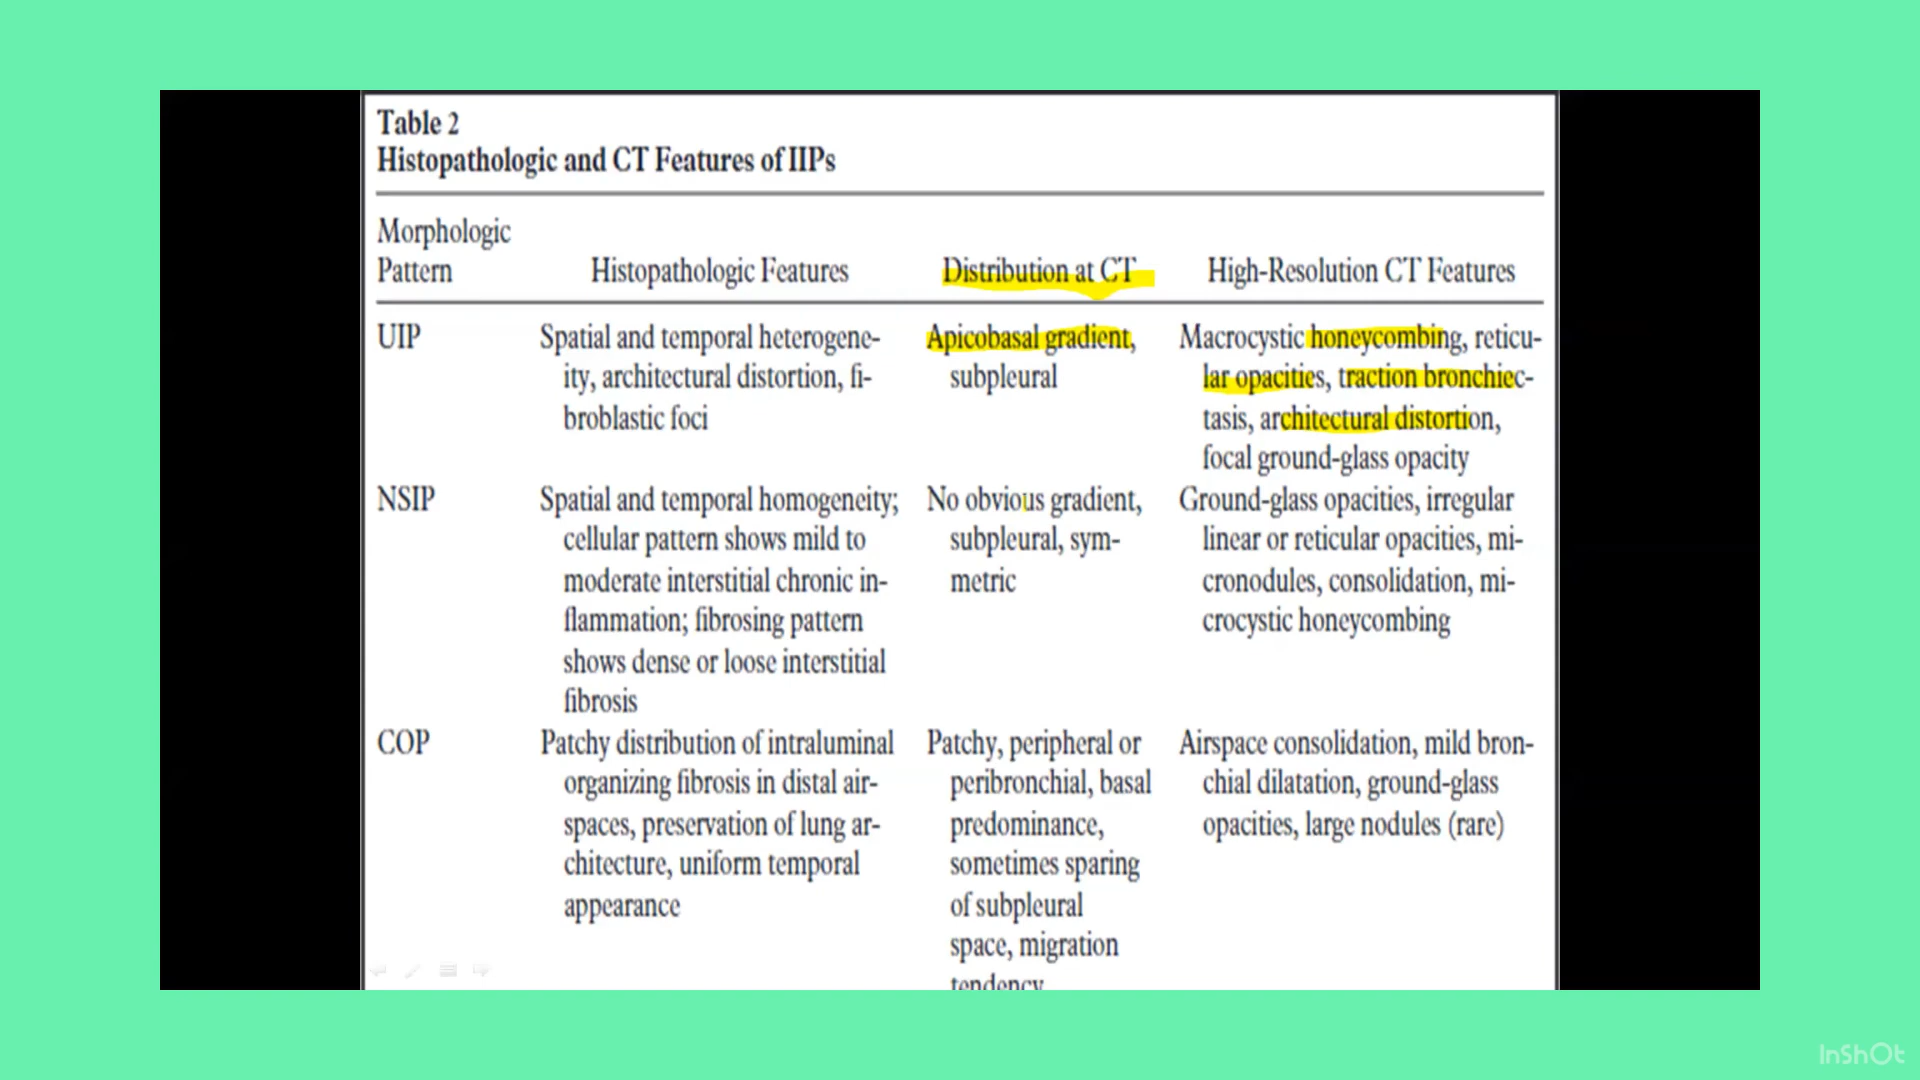 Table 2
Histopathologic and CT Features of IIPs
Morphologic
Pattern
Histopathologic Features
Distribution at CT
High-Resolution CT Features
UIP
Spatial and temporal heterogene-
ity, architectural distortion, fi-
broblastic foci
Apicobasal gradient,
subpleural
Macrocystic honeycombing, reticu-
lar opacities, traction bronchiec-
tasis, architectural distortion,
focal ground-glass opacity
NSIP
Spatial and temporal homogeneity;
cellular pattern shows mild to
moderate interstitial chronic in-
flammation; fibrosing pattern
shows dense or loose interstitial
fibrosis
No obvious gradient,
subpleural, sym-
metric
Ground-glass opacities, irregular
linear or reticular opacities, mi-
cronodules, consolidation, mi-
crocystic honeycombing
COP
Patchy distribution of intraluminal
organizing fibrosis in distal air-
spaces, preservation of lung ar-
chitecture, uniform temporal
appearance
Patchy, peripheral or
peribronchial, basal
predominance,
sometimes sparing
of subpleural
space, migration
tendency
Airspace consolidation, mild bron-
chial dilatation, ground-glass
opacities, large nodules (rare)
InShOt